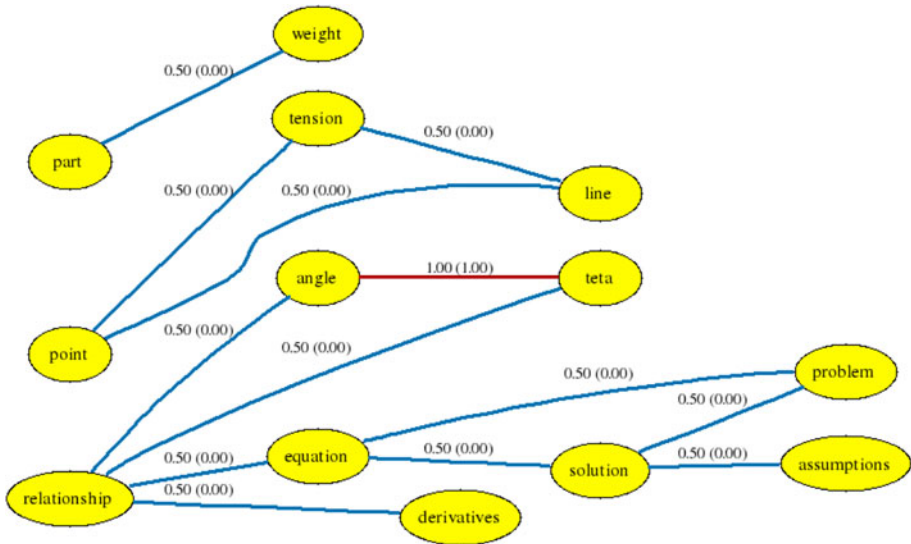 weight
0.50 (0.00)
tension
0.50 (0.00)
part
0.50 (0.00)
0.50 (0.00)
line
angle
1.00 (1.00)
teta
0.50 (0.00)
point
0.50 (0.00)
problem
0.50 (0.00)
0.50 (0.00)
0.50 (0.00)
equation
0.50 (0.00)
0.50 (0.00)
solution
assumptions
relationship
0.50 (0.00)
derivatives